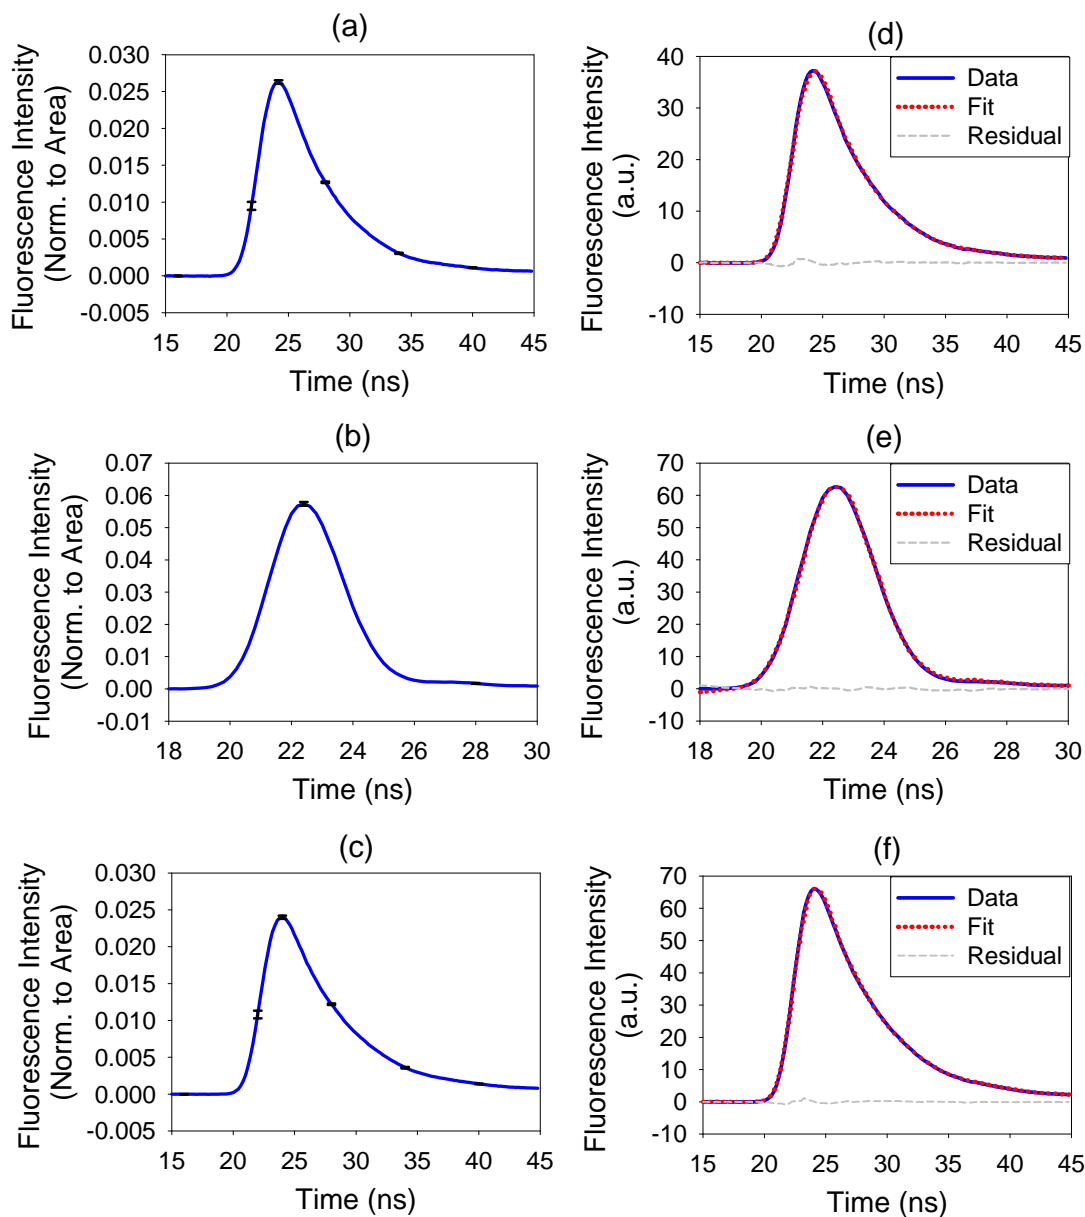 (a)
Fluorescence Intensity
(Norm. to Area)
0.030
0.025
0.020
0.015
0.010
0.005
0.000
-0.005
15 20 25 30 35 40 45
Time (ns)
(d)
Fluorescence Intensity
(a.u.)
40
30
20
10
0
-10
Data
Fit
Residual
15 20 25 30 35 40 45
Time (ns)
(b)
Fluorescence Intensity
(Norm. to Area)
0.07
0.06
0.05
0.04
0.03
0.02
0.01
0.00
-0.01
18 20 22 24 26 28 30
Time (ns)
(e)
Fluorescence Intensity
(a.u.)
70
60
50
40
30
20
10
0
-10
Data
Fit
Residual
18 20 22 24 26 28 30
Time (ns)
(c)
Fluorescence Intensity
(Norm. to Area)
0.030
0.025
0.020
0.015
0.010
0.005
0.000
-0.005
15 20 25 30 35 40 45
Time (ns)
(f)
Fluorescence Intensity
(a.u.)
70
60
50
40
30
20
10
0
-10
Data
Fit
Residual
15 20 25 30 35 40 45
Time (ns)